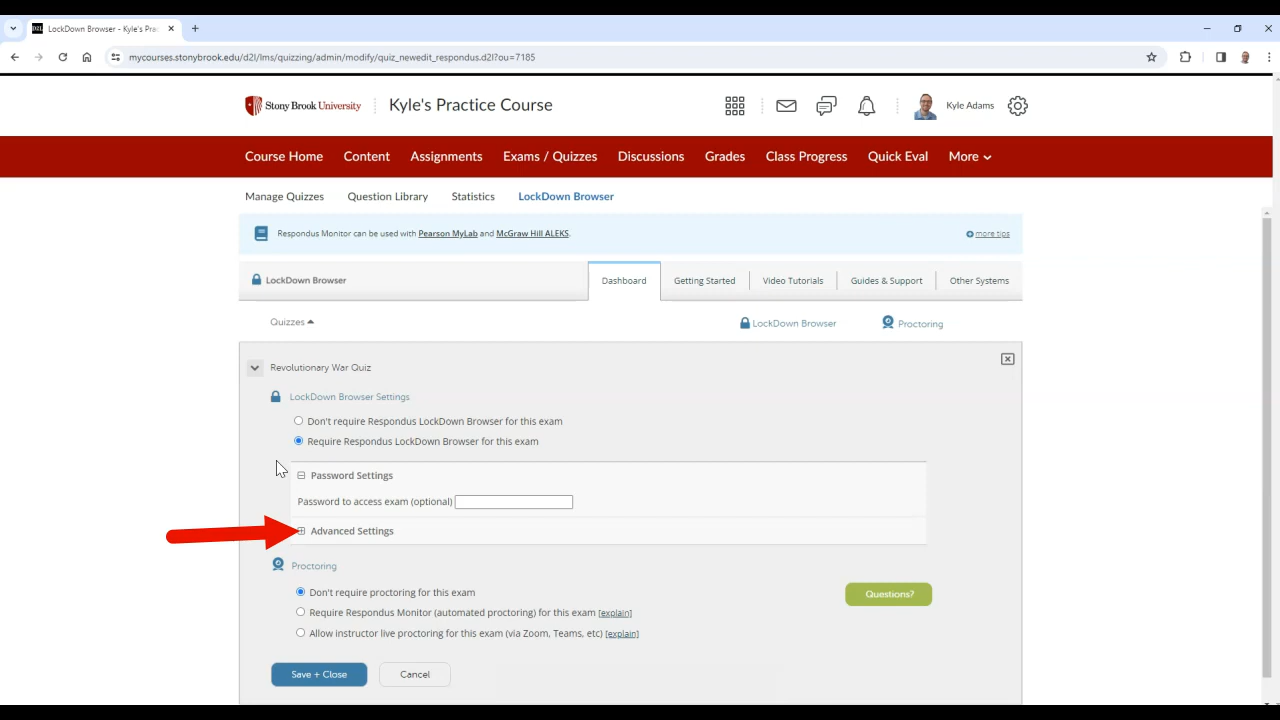 LockDown Browser - Kyle's Pra
mycourses.stonybrook.edu/d2l/lms/quizzing/admin/modify/quiz_newedit_respondus.d2l?ou=7185
Stony Brook University
Kyle's Practice Course
Kyle Adams
Course Home Content Assignments Exams / Quizzes Discussions Grades Class Progress Quick Eval More
Manage Quizzes Question Library Statistics LockDown Browser
Respondus Monitor can be used with Pearson MyLab and McGraw Hill ALEKS. more tips
LockDown Browser Dashboard Getting Started Video Tutorials Guides & Support Other Systems
Quizzes LockDown Browser Proctoring
Revolutionary War Quiz
LockDown Browser Settings
Don't require Respondus LockDown Browser for this exam
Require Respondus LockDown Browser for this exam
Password Settings
Password to access exam (optional)
Advanced Settings
Proctoring
Don't require proctoring for this exam
Questions?
Require Respondus Monitor (automated proctoring) for this exam [explain]
Allow instructor live proctoring for this exam (via Zoom, Teams, etc) [explain]
Save + Close Cancel